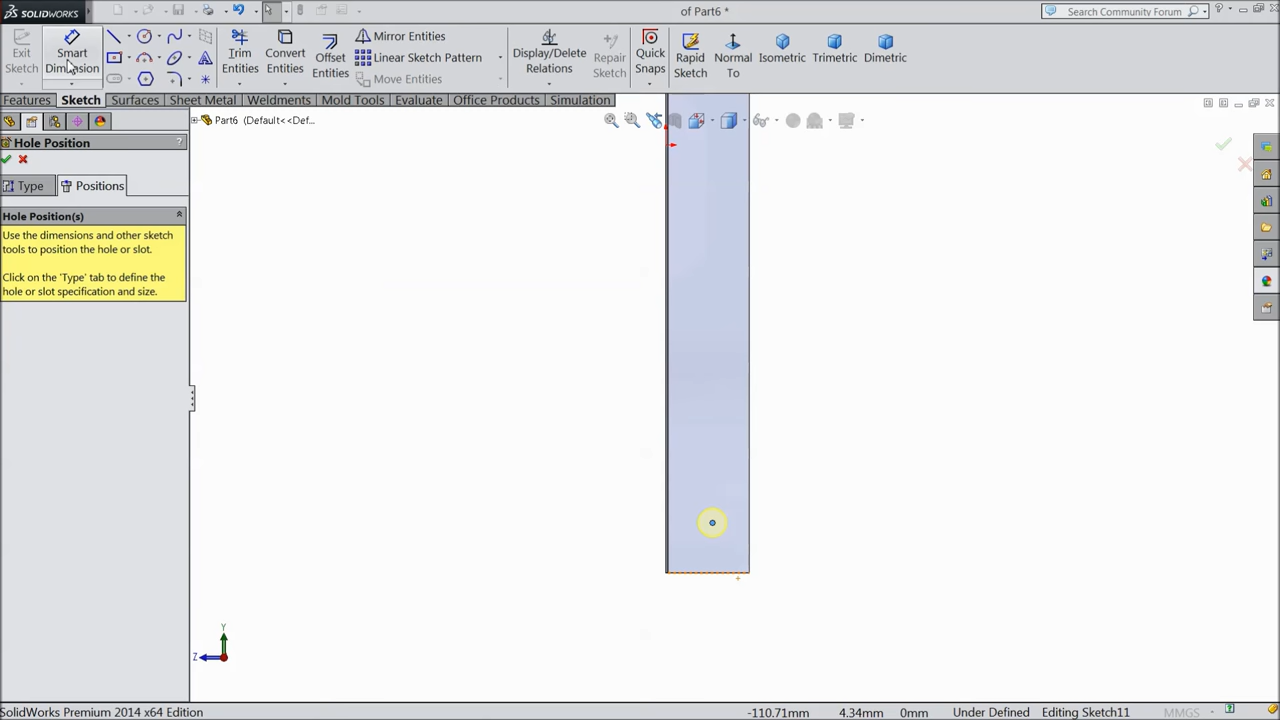 SOLIDWORKS
of Part6 *
Search Community Forum
Exit Sketch
Smart Dimension
Trim Entities
Convert Entities
Offset Entities
Mirror Entities
Linear Sketch Pattern
Move Entities
Display/Delete Relations
Repair Sketch
Quick Snaps
Rapid Sketch
Normal To
Isometric
Trimetric
Dimetric
Features
Sketch
Surfaces
Sheet Metal
Weldments
Mold Tools
Evaluate
Office Products
Simulation
Part6 (Default<<Def...
Hole Position
?
Type
Positions
Hole Position(s)
Use the dimensions and other sketch
tools to position the hole or slot.
Click on the 'Type' tab to define the
hole or slot specification and size.
Y
Z
SolidWorks Premium 2014 x64 Edition
-110.71mm
4.34mm
0mm
Under Defined
Editing Sketch11
MMGS